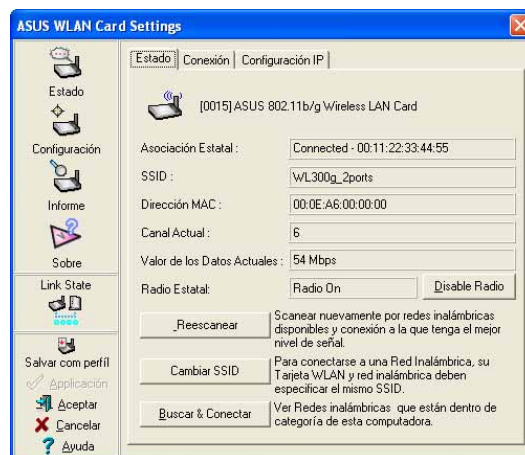 ASUS WLAN Card Settings
Estado
Configuración
Informe
Sobre
Link State
Salvar com perfil
Applicación
Aceptar
Cancelar
Ayuda
Estado
Conexión
Configuración IP
[0015] ASUS 802.11b/g Wireless LAN Card
Asociación Estatal :
Connected - 00:11:22:33:44:55
SSID :
WL300g_2ports
Dirección MAC :
00:0E:A6:00:00:00
Canal Actual :
6
Valor de los Datos Actuales :
54 Mbps
Radio Estatal:
Radio On
Disable Radio
_Reescanear
Scanear nuevamente por redes inalámbricas
disponibles y conexión a la que tenga el mejor
nivel de señal.
Cambiar SSID
Para conectarse a una Red Inalámbrica, su
Tarjeta WLAN y red inalámbrica deben
especificar el mismo SSID.
Buscar & Conectar
Ver Redes inalámbricas que están dentro de
categoría de esta computadora.